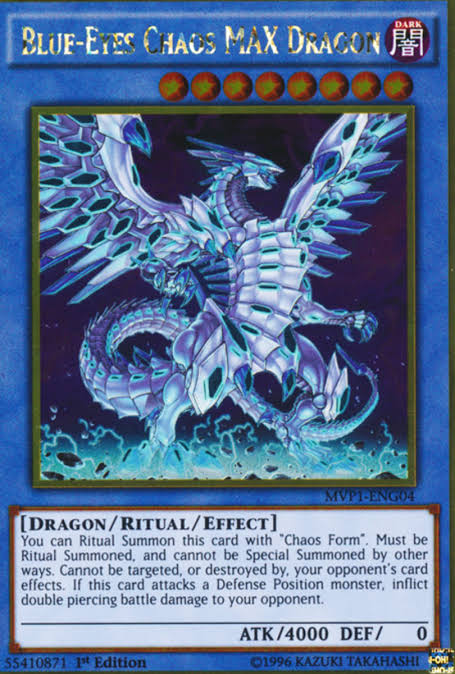 BLUE-EYES CHAOS MAX DRAGON
DARK
闇
MVP1-ENG04
[DRAGON/RITUAL/EFFECT]
You can Ritual Summon this card with "Chaos Form". Must be
Ritual Summoned, and cannot be Special Summoned by other
ways. Cannot be targeted, or destroyed by, your opponent's card
effects. If this card attacks a Defense Position monster, inflict
double piercing battle damage to your opponent.
ATK/4000 DEF/ 0
55410871 1st Edition ©1996 KAZUKI TAKAHASHI